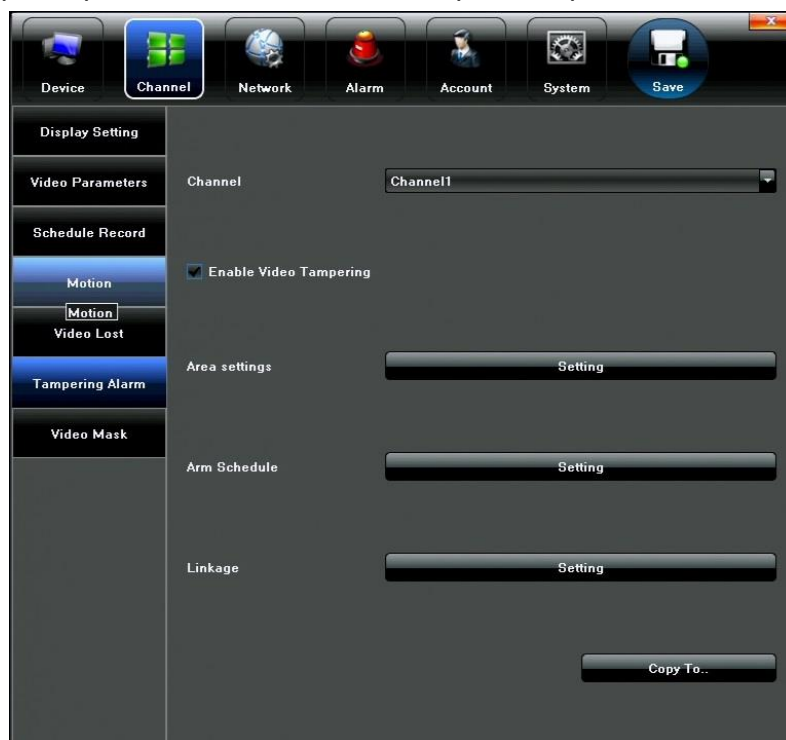 Device Channel Network Alarm Account System Save
Display Setting
Video Parameters
Channel Channel1
Schedule Record
Motion
Enable Video Tampering
Motion
Video Lost
Area settings Setting
Tampering Alarm
Video Mask
Arm Schedule Setting
Linkage Setting
Copy To..